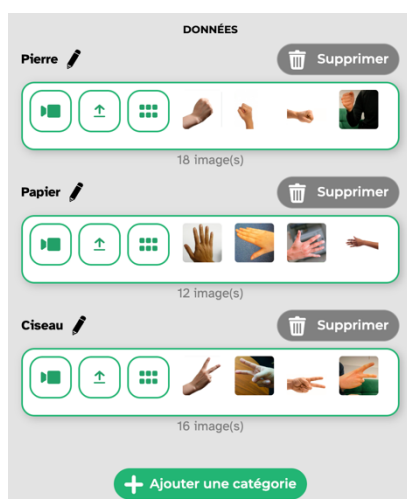 DONNÉES
Pierre
Supprimer
18 image(s)
Papier
Supprimer
12 image(s)
Ciseau
Supprimer
16 image(s)
Ajouter une catégorie